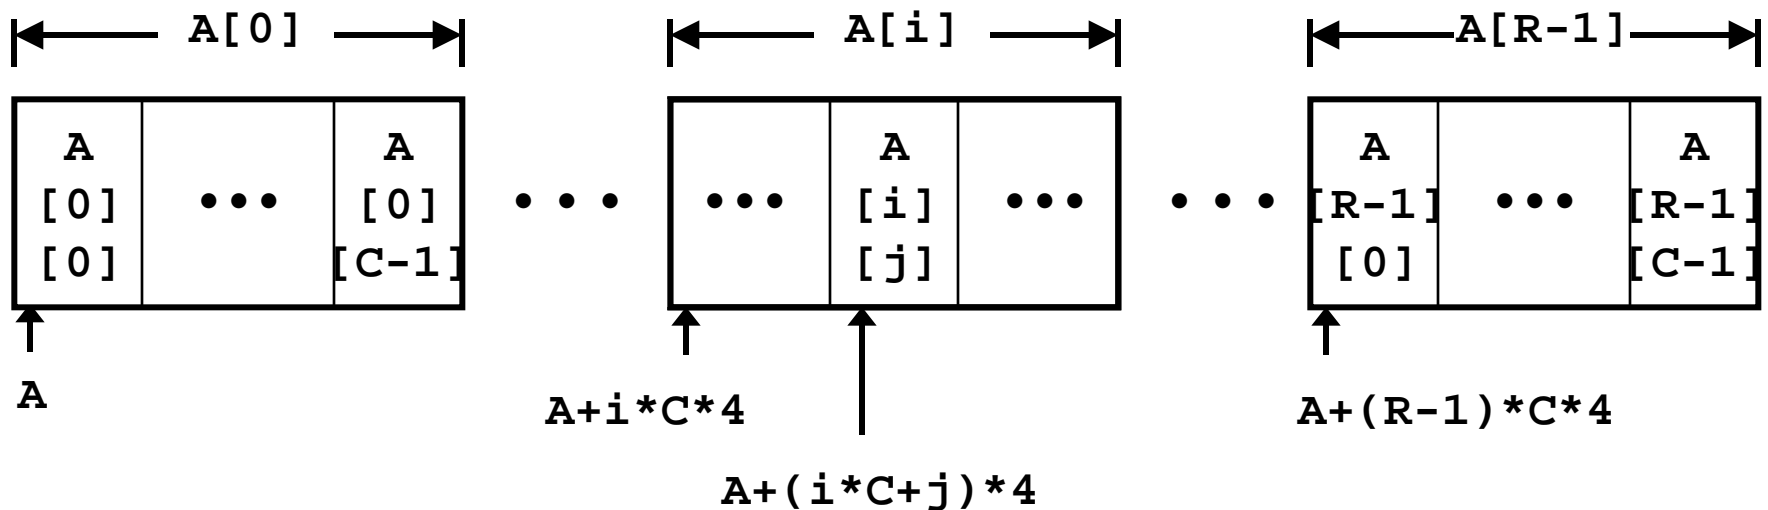 A[0] A[i] A[R-1]
A ••• A • • • ••• A ••• • • • A ••• A
[0] [0] [i] [R-1] [R-1]
[0] [C-1] [j] [0] [C-1]
A A+i*C*4 A+(R-1)*C*4
A+(i*C+j)*4